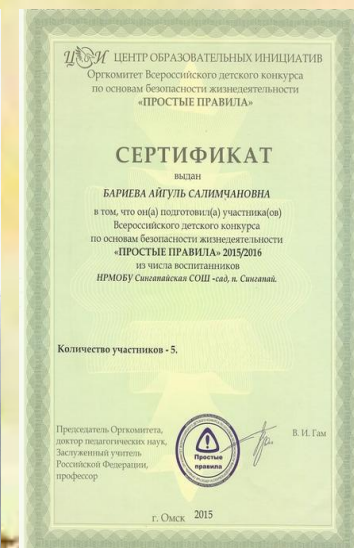 ЦОИ ЦЕНТР ОБРАЗОВАТЕЛЬНЫХ ИНИЦИАТИВ
Оргкомитет Всероссийского детского конкурса
по основам безопасности жизнедеятельности
«ПРОСТЫЕ ПРАВИЛА»
СЕРТИФИКАТ
выдан
БАРИЕВА АЙГУЛЬ САЛИМЧАНОВНА
в том, что он(а) подготовил(а) участника(ов)
Всероссийского детского конкурса
по основам безопасности жизнедеятельности
«ПРОСТЫЕ ПРАВИЛА» 2015/2016
из числа воспитанников
НРМОБУ Сингапайская СОШ -сад, п. Сингапай.
Количество участников - 5.
Председатель Оргкомитета,
доктор педагогических наук,
Заслуженный учитель
Российской Федерации,
профессор
В. И. Гам
Простые
правила
г. Омск 2015